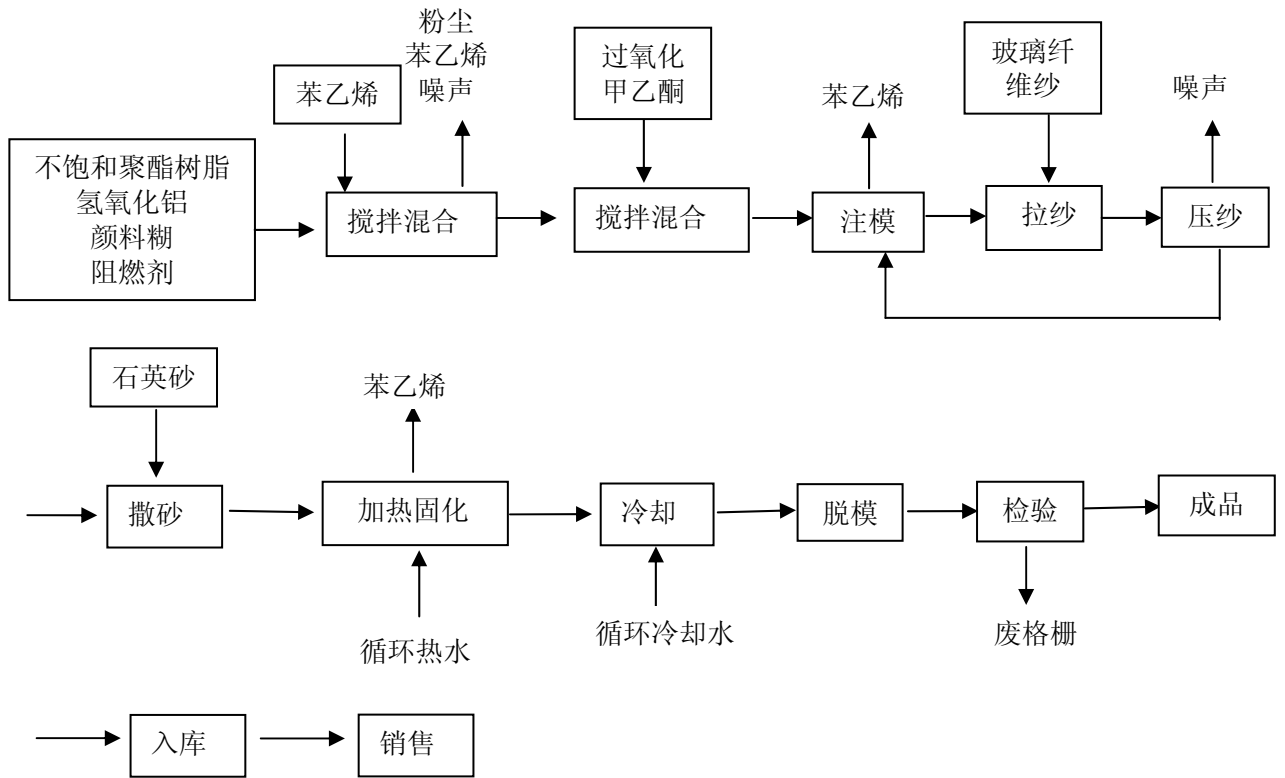 粉尘
苯乙烯
噪声
苯乙烯
过氧化
甲乙酮
苯乙烯
玻璃纤
维纱
噪声
不饱和聚酯树脂
氢氧化铝
颜料糊
阻燃剂
搅拌混合
搅拌混合
注模
拉纱
压纱
石英砂
苯乙烯
撒砂
加热固化
冷却
脱模
检验
成品
循环热水
循环冷却水
废格栅
入库
销售